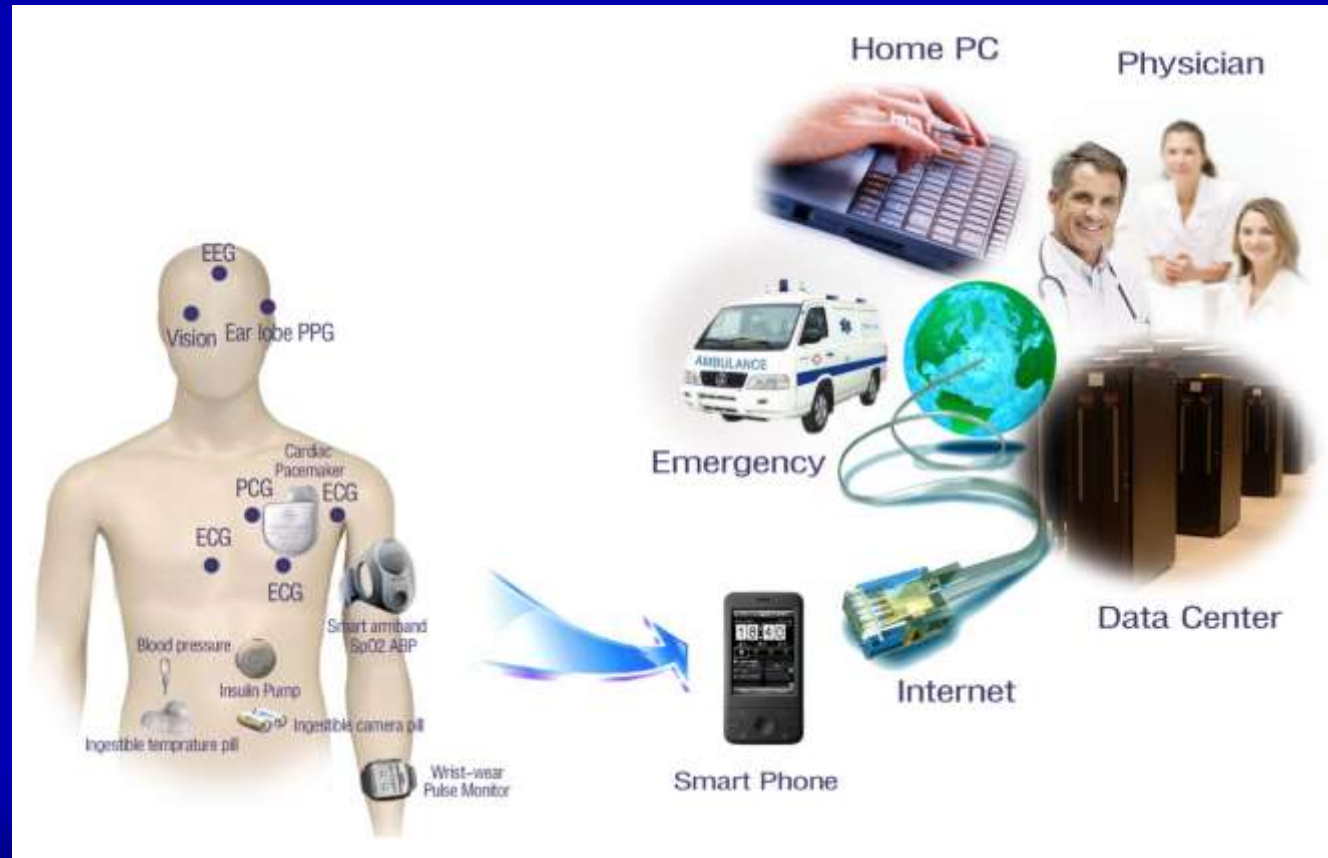 Home PC
Physician
EEG
Vision
Ear lobe PPG
AMBULANCE
Emergency
Cardiac
Pacemaker
PCG
ECG
ECG
ECG
Smart armband
SpO2 ABP
Blood pressure
Insulin Pump
Ingestible camera pill
Ingestible temprature pill
Wrist-wear
Pulse Monitor
18:40
Smart Phone
Internet
Data Center